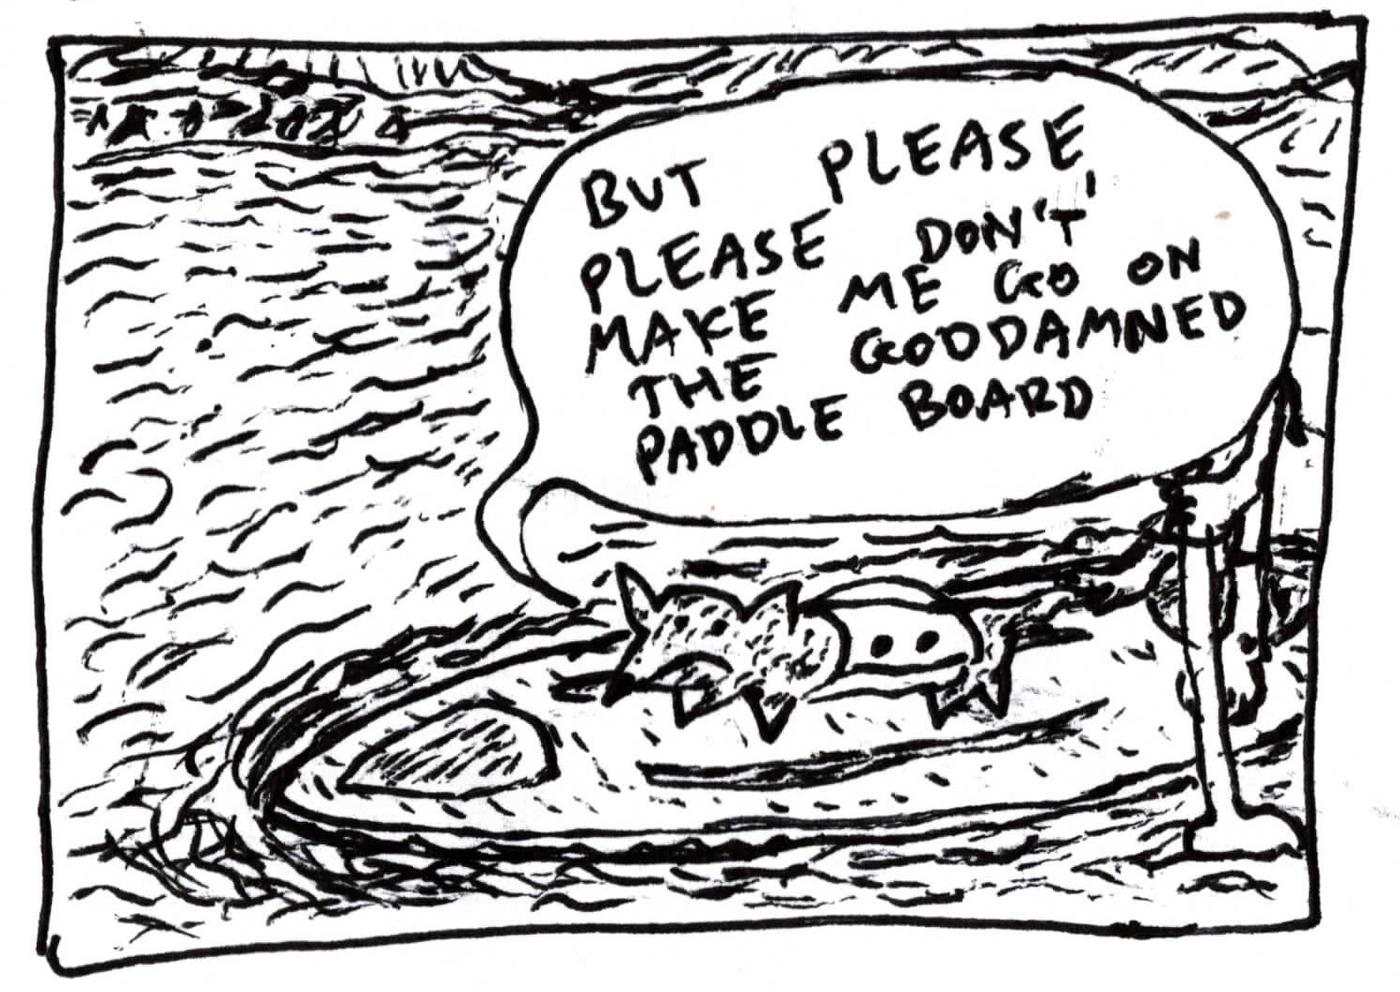 BUT PLEASE,
PLEASE DON'T
MAKE ME GO ON
THE GODDAMNED
PADDLE BOARD